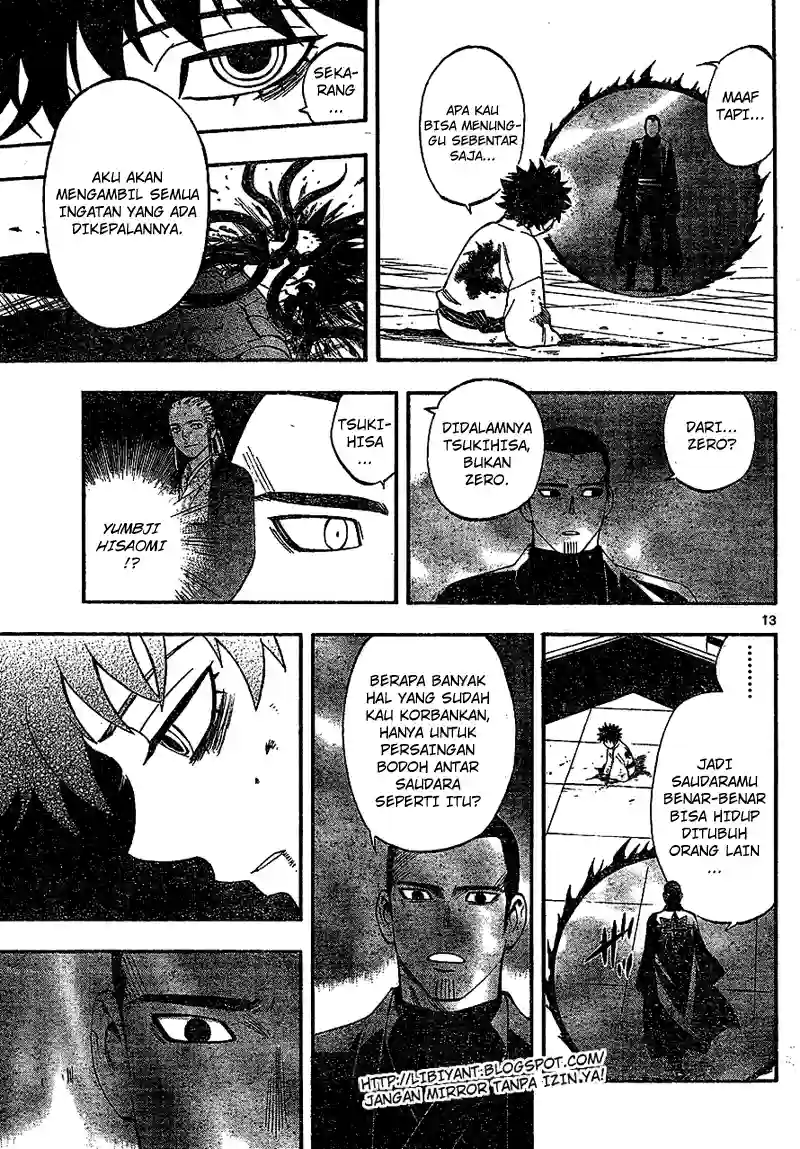 MAAF
TAPI...
APA KAU
BISA MENUNG-
GU SEBENTAR
SAJA...
SEKA-
RANG
...
AKU AKAN
MENGAMBIL SEMUA
INGATAN YANG ADA
DIKEPALANNYA.
DARI...
ZERO?
DIDALAMNYA
TSUKIHISA,
BUKAN
ZERO.
TSUKI-
HISA
...
YUMBJI
HISAOMI
!?
13
.........
JADI
SAUDARAMU
BENAR-BENAR
BISA HIDUP
DITUBUH
ORANG LAIN
...
BERAPA BANYAK
HAL YANG SUDAH
KAU KORBANKAN,
HANYA UNTUK
PERSAINGAN
BODOH ANTAR
SAUDARA
SEPERTI ITU?
HTTP://LIBIYANT.BLOGSPOT.COM/
JANGAN MIRROR TANPA IZIN YA!